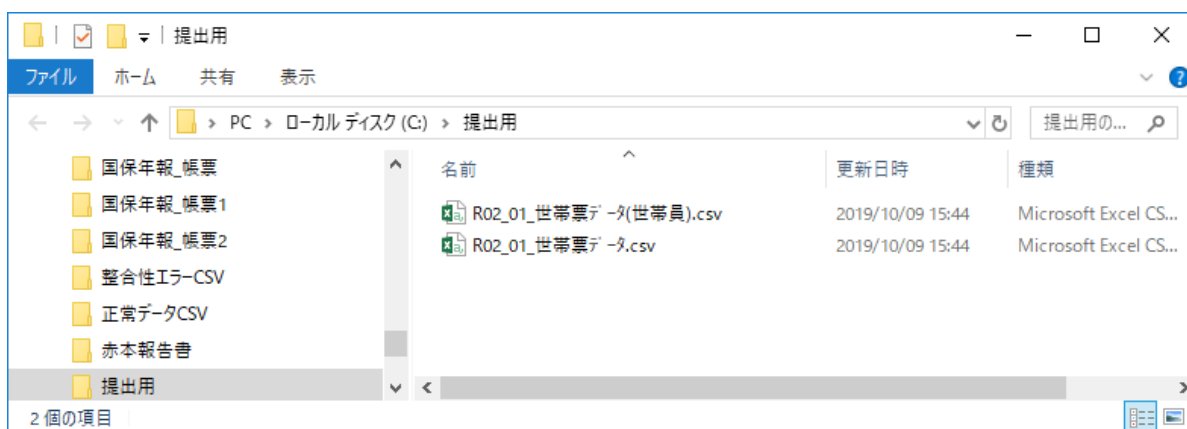 提出用
ファイル ホーム 共有 表示
PC > ローカル ディスク (C:) > 提出用
提出用の...
国保年報_帳票
国保年報_帳票1
国保年報_帳票2
整合性エラーCSV
正常データCSV
赤本報告書
提出用
名前 更新日時 種類
R02_01_世帯票ﾃﾞｰﾀ(世帯員).csv 2019/10/09 15:44 Microsoft Excel CS...
R02_01_世帯票ﾃﾞｰﾀ.csv 2019/10/09 15:44 Microsoft Excel CS...
2 個の項目